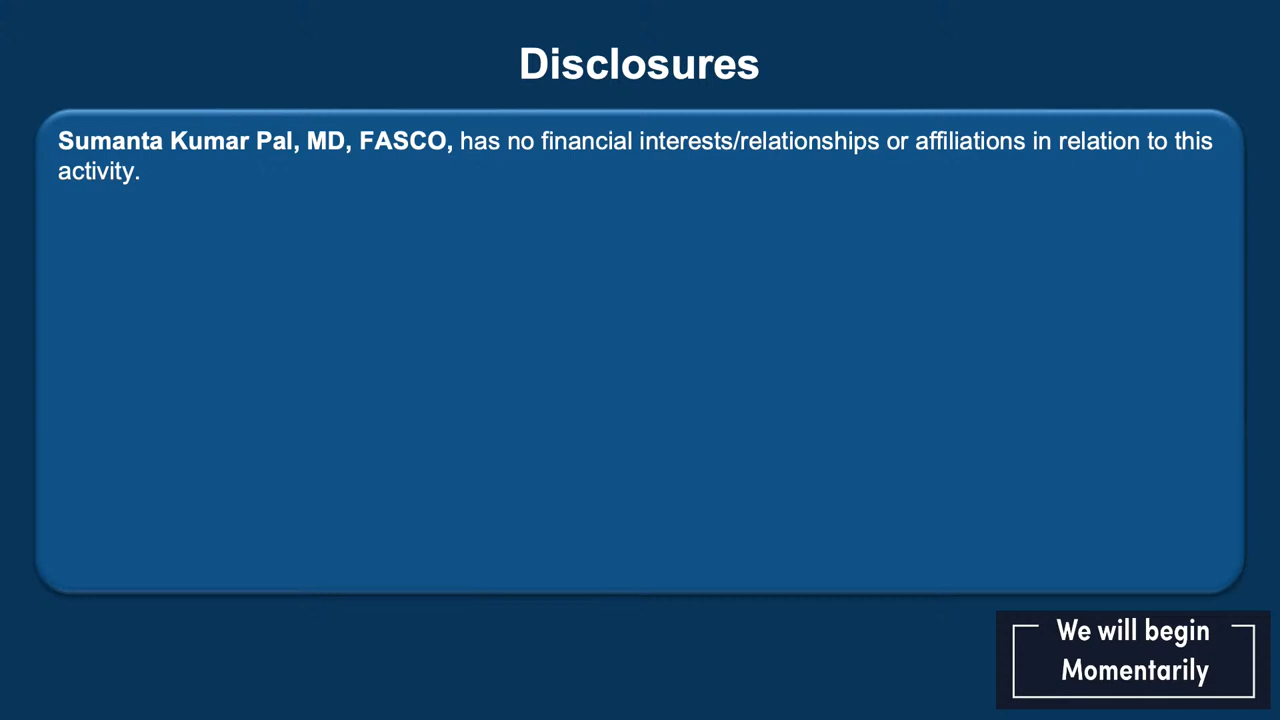 Disclosures
Sumanta Kumar Pal, MD, FASCO, has no financial interests/relationships or affiliations in relation to this
activity.
We will begin
Momentarily